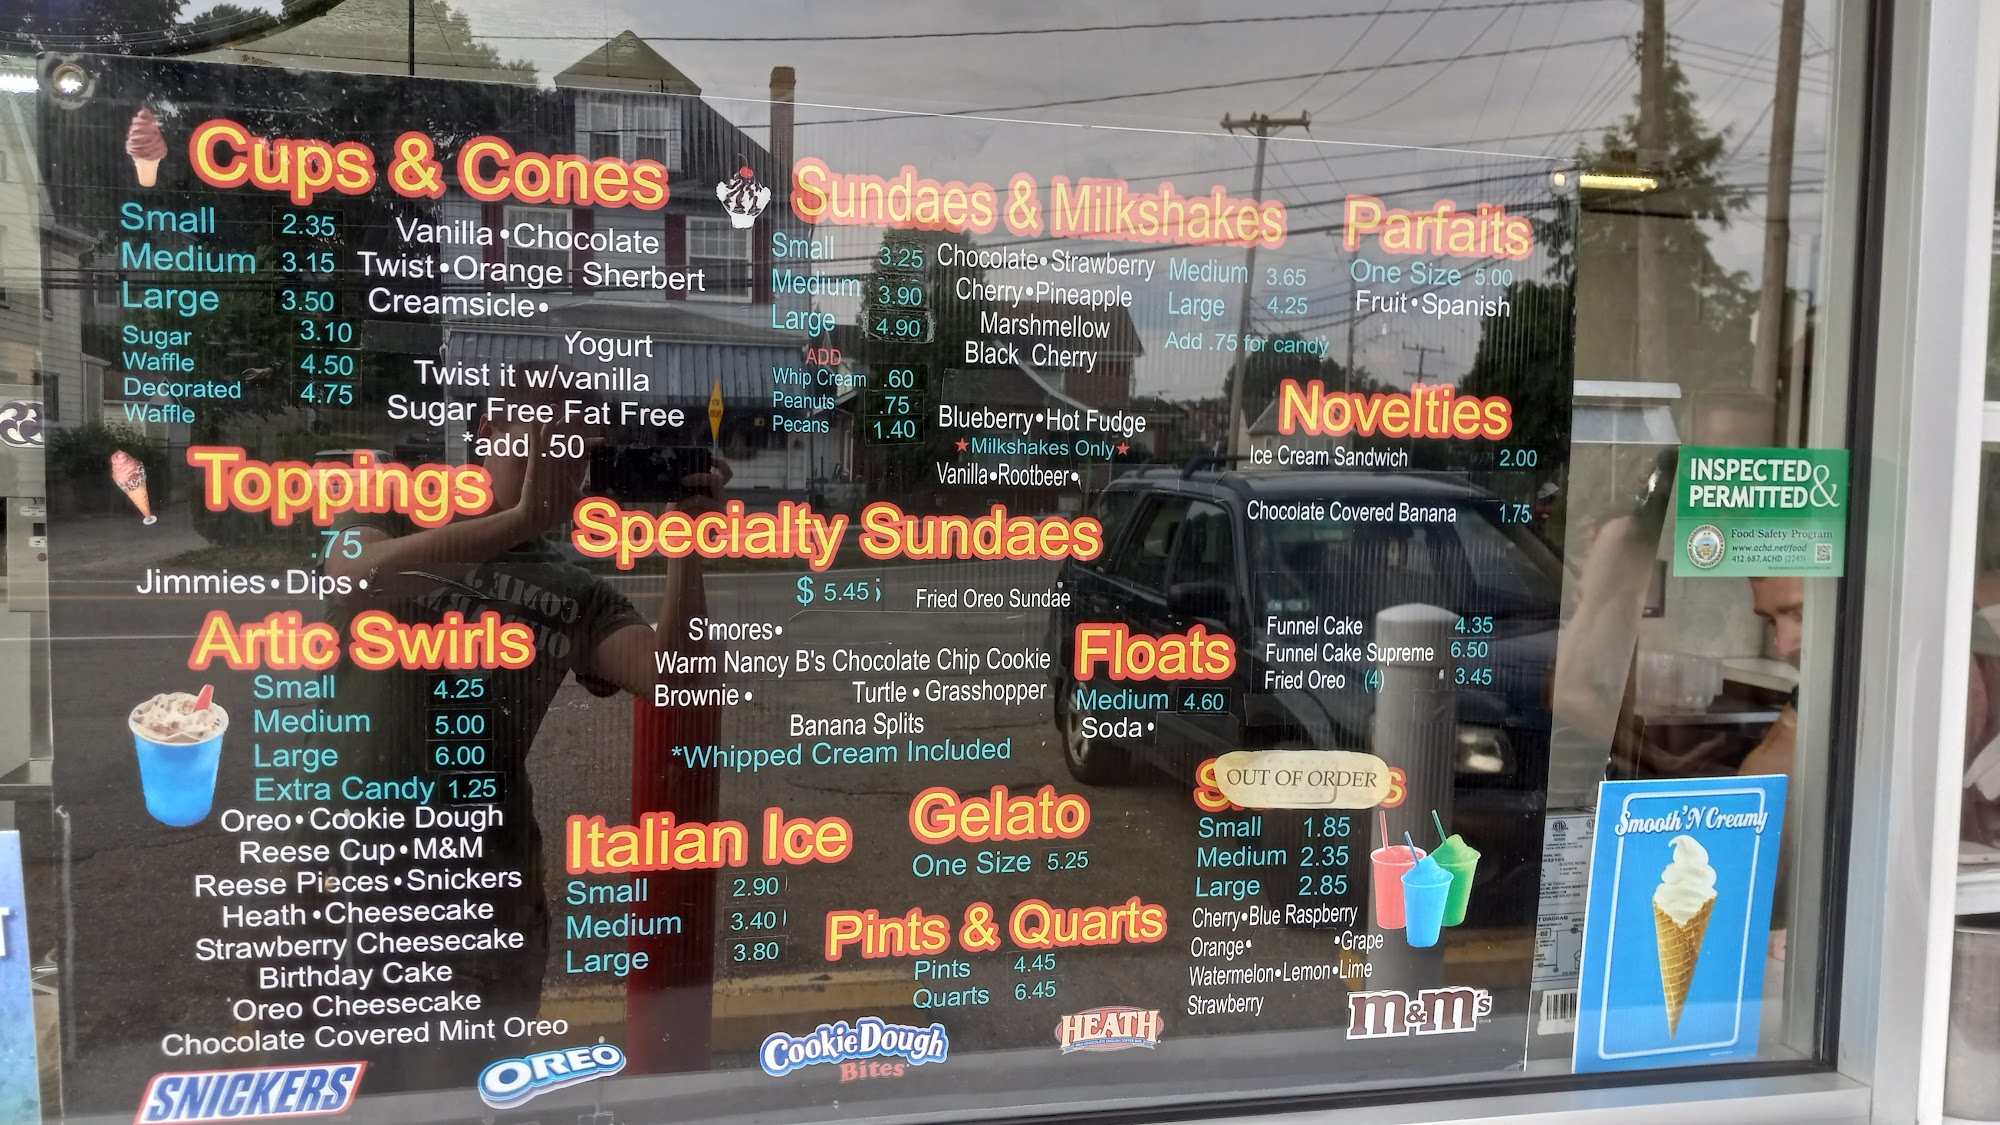 Cups & Cones
Small 2.35
Medium 3.15
Large 3.50
Sugar 3.10
Waffle 4.50
Decorated 4.75
Waffle
Vanilla•Chocolate
Twist•Orange Sherbert
Creamsicle•
Yogurt
Twist it w/vanilla
Sugar Free Fat Free
*add .50
Toppings
.75
Jimmies•Dips•
Artic Swirls
Small 4.25
Medium 5.00
Large 6.00
Extra Candy 1.25
Oreo•Cookie Dough
Reese Cup•M&M
Reese Pieces•Snickers
Heath•Cheesecake
Strawberry Cheesecake
Birthday Cake
Oreo Cheesecake
Chocolate Covered Mint Oreo
Sundaes & Milkshakes
Small 3.25
Medium 3.90
Large 4.90
ADD
Whip Cream .60
Peanuts .75
Pecans 1.40
Chocolate•Strawberry
Cherry•Pineapple
Marshmellow
Black Cherry
Blueberry•Hot Fudge
★Milkshakes Only★
Vanilla•Rootbeer•
Medium 3.65
Large 4.25
Add .75 for candy
Parfaits
One Size 5.00
Fruit•Spanish
Novelties
Ice Cream Sandwich 2.00
Chocolate Covered Banana 1.75
Funnel Cake 4.35
Funnel Cake Supreme 6.50
Fried Oreo (4) 3.45
Specialty Sundaes
$ 5.45
Fried Oreo Sundae
S'mores•
Warm Nancy B's Chocolate Chip Cookie
Brownie• Turtle•Grasshopper
Banana Splits
*Whipped Cream Included
Floats
Medium 4.60
Soda•
Italian Ice
Small 2.90
Medium 3.40
Large 3.80
Gelato
One Size 5.25
Pints & Quarts
Pints 4.45
Quarts 6.45
OUT OF ORDER
Small 1.85
Medium 2.35
Large 2.85
Cherry•Blue Raspberry
Orange• •Grape
Watermelon•Lemon•Lime
Strawberry
SNICKERS
OREO
CookieDough
Bites
HEATH
m&m's
INSPECTED &
PERMITTED
Food Safety Program
www.achd.net/food
412.687.ACHD (2243)
Smooth 'N Creamy